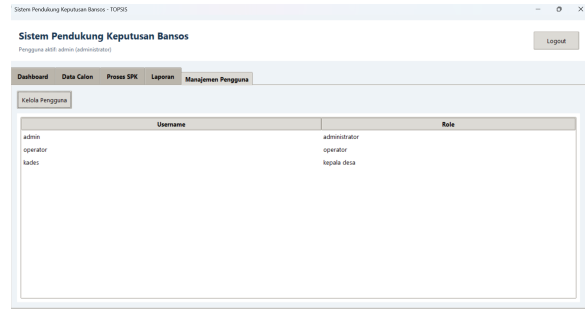 Sistem Pendukung Keputusan Bansos - TOPSIS
Sistem Pendukung Keputusan Bansos
Pengguna aktif: admin (administrator)
Logout
Dashboard Data Calon Proses SPK Laporan Manajemen Pengguna
Kelola Pengguna
Username Role
admin administrator
operator operator
kades kepala desa